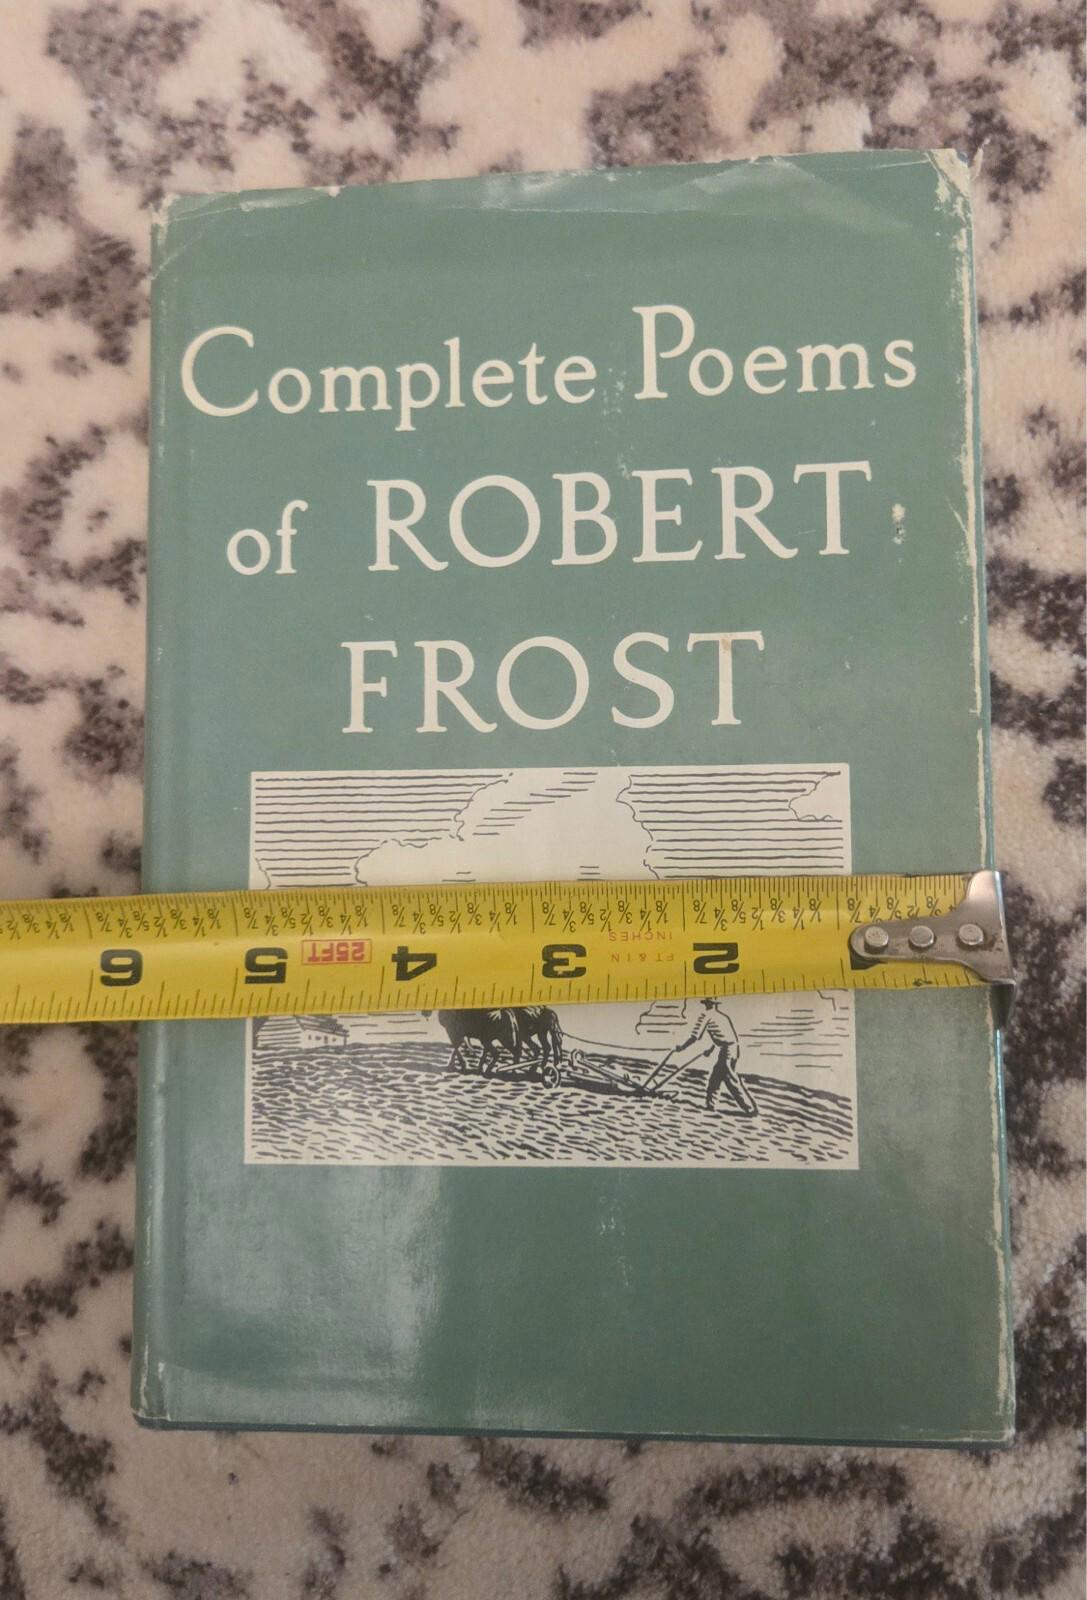 Complete Poems
of ROBERT
FROST
6 5 25FT 4 3 FT & IN INCHES 2